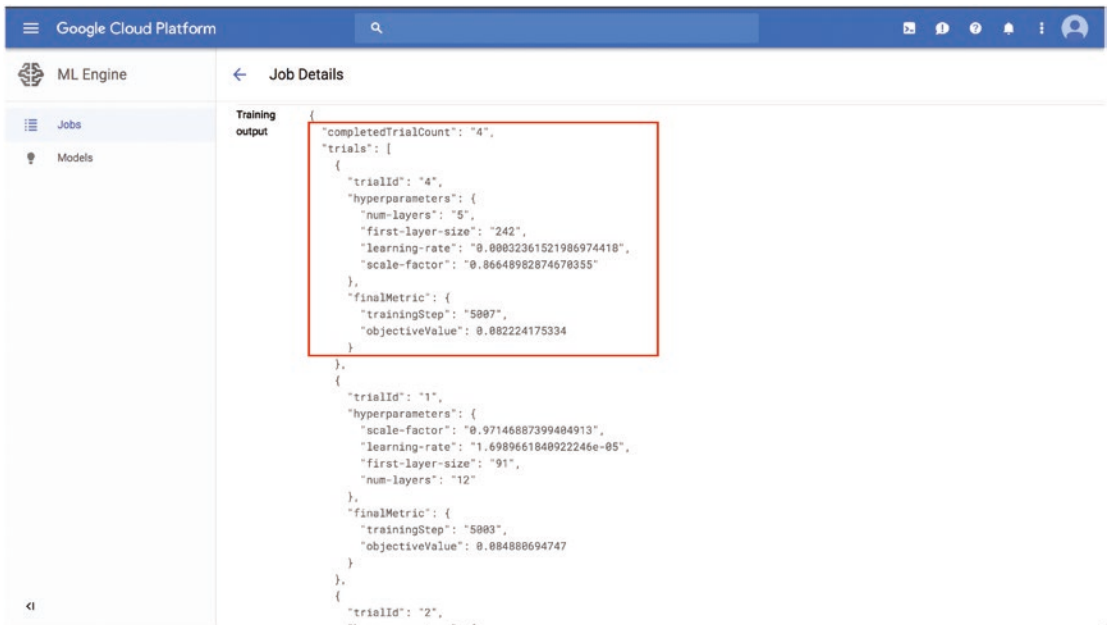 Google Cloud Platform
ML Engine
Job Details
Jobs
Models
Training output
{
"completedTrialCount": "4",
"trials": [
{
"trialId": "4",
"hyperparameters": {
"num-layers": "5",
"first-layer-size": "242",
"learning-rate": "0.00032361521986974418",
"scale-factor": "0.86648982874670355"
},
"finalMetric": {
"trainingStep": "5007",
"objectiveValue": 0.082224175334
}
},
{
"trialId": "1",
"hyperparameters": {
"scale-factor": "0.97146887399404913",
"learning-rate": "1.6989661840922246e-05",
"first-layer-size": "91",
"num-layers": "12"
},
"finalMetric": {
"trainingStep": "5003",
"objectiveValue": 0.084880694747
}
},
{
"trialId": "2",